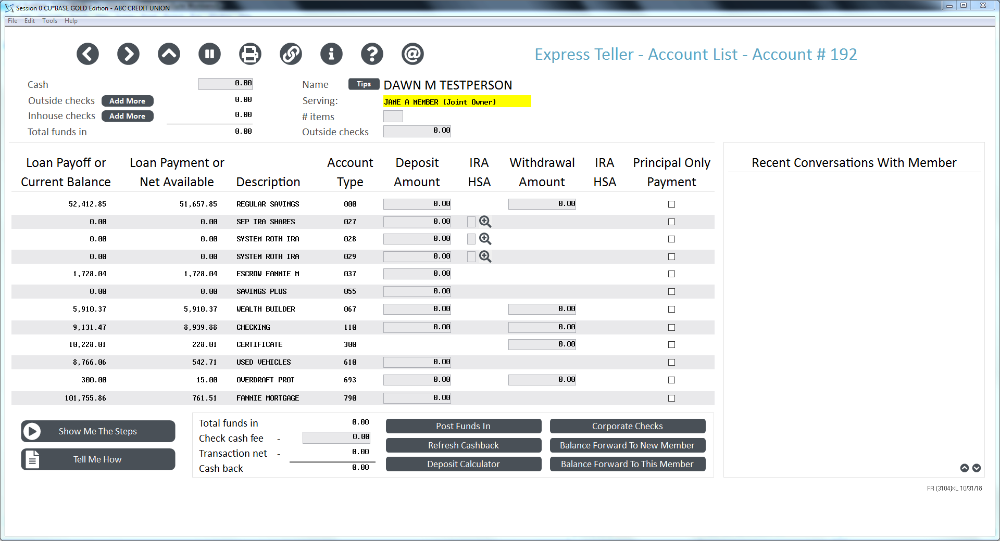 Session 0 CU*BASE GOLD Edition - ABC CREDIT UNION
File Edit Tools Help
Express Teller - Account List - Account # 192
Cash 0.00 Name Tips DAWN M TESTPERSON
Outside checks Add More 0.00 Serving: JANE A MEMBER (Joint Owner)
Inhouse checks Add More 0.00 # items
Total funds in 0.00 Outside checks 0.00
Loan Payoff or Loan Payment or Account Deposit IRA Withdrawal IRA Principal Only
Current Balance Net Available Description Type Amount HSA Amount HSA Payment
52,412.85 51,657.85 REGULAR SAVINGS 000 0.00 0.00
0.00 0.00 SEP IRA SHARES 027 0.00
0.00 0.00 SYSTEM ROTH IRA 028 0.00
0.00 0.00 SYSTEM ROTH IRA 029 0.00
1,728.04 1,728.04 ESCROW FANNIE M 037 0.00
0.00 0.00 SAVINGS PLUS 055 0.00
5,910.37 5,910.37 WEALTH BUILDER 067 0.00 0.00
9,131.47 8,939.88 CHECKING 110 0.00 0.00
10,228.01 228.01 CERTIFICATE 300 0.00
8,766.06 542.71 USED VEHICLES 610 0.00
300.00 15.00 OVERDRAFT PROT 693 0.00 0.00
101,755.86 761.51 FANNIE MORTGAGE 790 0.00
Recent Conversations With Member
Show Me The Steps
Tell Me How
Total funds in 0.00
Check cash fee - 0.00
Transaction net - 0.00
Cash back 0.00
Post Funds In Corporate Checks
Refresh Cashback Balance Forward To New Member
Deposit Calculator Balance Forward To This Member
FR (3104)XL 10/31/18